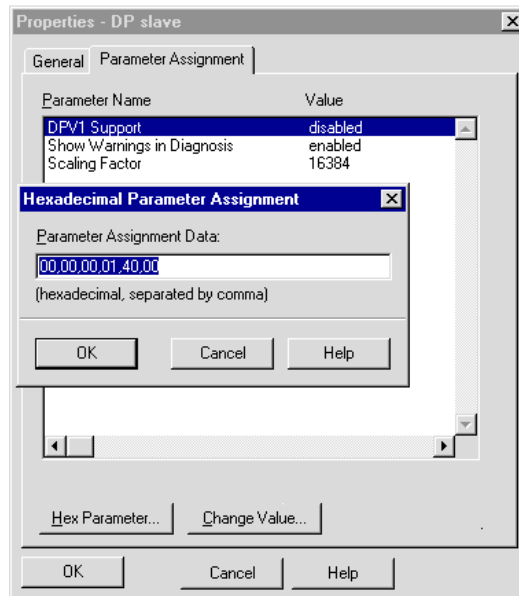 Properties - DP slave
General Parameter Assignment
Parameter Name Value
DPV1 Support disabled
Show Warnings in Diagnosis enabled
Scaling Factor 16384
Hexadecimal Parameter Assignment
Parameter Assignment Data:
00,00,00,01,40,00
(hexadecimal, separated by comma)
OK Cancel Help
Hex Parameter... Change Value...
OK Cancel Help